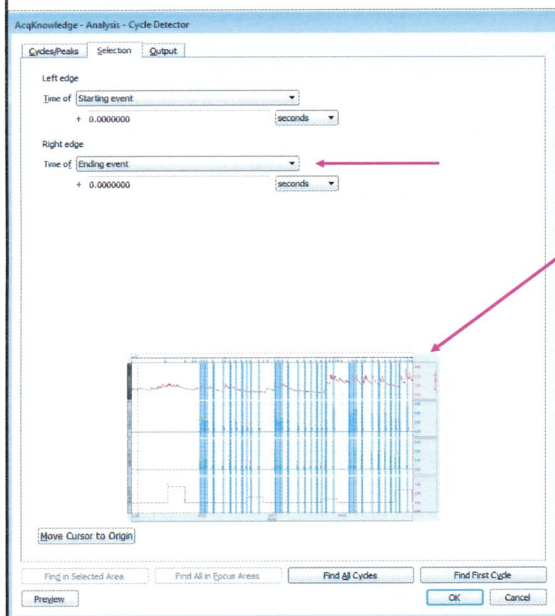 AcqKnowledge - Analysis - Cycle Detector
Cycles/Peaks Selection Output
Left edge
Time of Starting event
+ 0.0000000 seconds
Right edge
Time of Ending event
+ 0.0000000 seconds
Move Cursor to Origin
Find in Selected Area Find All in Focus Areas Find All Cycles Find First Cycle
Preview OK Cancel